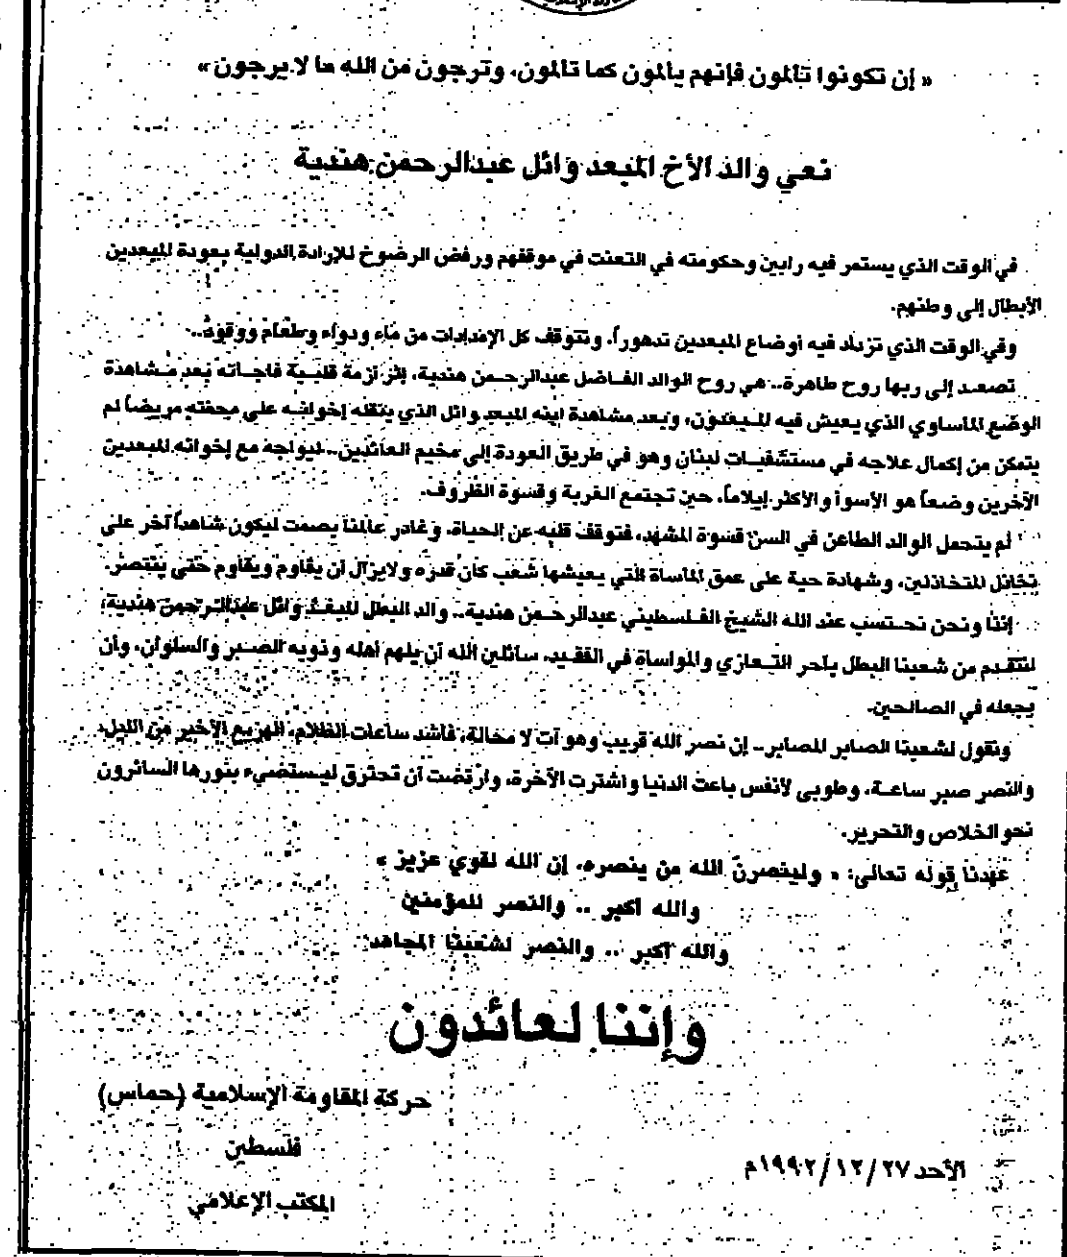 « إن تكونوا تألمون فإنهم يألمون كما تألمون، وترجون من الله ما لا يرجون »
نعي والد الأخ المبعد وائل عبدالرحمن هندية
في الوقت الذي يستمر فيه رابين وحكومته في التعنت في موقفهم ورفض الرضوخ للإرادة الدولية بعودة المبعدين
الأبطال إلى وطنهم.
وفي الوقت الذي تزداد فيه أوضاع المبعدين تدهوراً، وتتوقف كل الإمدادات من ماء ودواء وطعام ووقود..
تصعد إلى ربها روح طاهرة.. هي روح الوالد الفاضل عبدالرحمن هندية، إثر أزمة قلبية فاجأته بعد مشاهدة
الوضع المأساوي الذي يعيش فيه المبعدون، وبعد مشاهدة ابنه المبعد وائل الذي ينقله إخوانه على محفته مريضاً لم
يتمكن من إكمال علاجه في مستشفيات لبنان وهو في طريق العودة إلى مخيم العائدين.. ليواجه مع إخوانه المبعدين
الآخرين وضعاً هو الأسوأ والأكثر إيلاماً، حين تجتمع الغربة وقسوة الظروف.
لم يتحمل الوالد الطاعن في السن قسوة المشهد، فتوقف قلبه عن الحياة، وغادر عالمنا بصمت ليكون شاهداً آخر على
تخاذل المتخاذلين، وشهادة حية على عمق المأساة التي يعيشها شعب كان قدره ولايزال أن يقاوم ويقاوم حتى ينتصر.
إننا ونحن نحتسب عند الله الشيخ الفلسطيني عبدالرحمن هندية.. والد البطل المبعد وائل عبدالرحمن هندية،
لنتقدم من شعبنا البطل بأحر التعازي والمواساة في الفقيد، سائلين الله أن يلهم أهله وذويه الصبر والسلوان، وأن
يجعله في الصالحين.
ونقول لشعبنا الصابر المصابر.. إن نصر الله قريب وهو آت لا محالة، فأشد ساعات الظلام، الهزيع الأخير من الليل،
والنصر صبر ساعة، وطوبى لأنفس باعت الدنيا واشترت الآخرة، وارتضت أن تحترق ليستضيء بنورها السائرون
نحو الخلاص والتحرير.
عهدنا قوله تعالى: « ولينصرنّ الله من ينصره، إن الله لقوي عزيز »
والله أكبر .. والنصر للمؤمنين
والله أكبر .. والنصر لشعبنا المجاهد
وإننا لعائدون
حركة المقاومة الإسلامية (حماس)
فلسطين
الأحد ٢٧/ ١٢/ ١٩٩٢م
المكتب الإعلامي